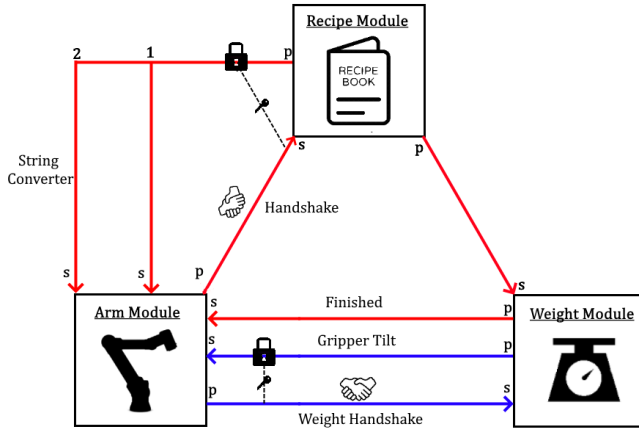 Recipe Module
2
1
p
RECIPE
BOOK
s
p
String
Converter
Handshake
s
s
p
s
Arm Module
s
Finished
p
Weight Module
s
Gripper Tilt
p
p
s
Weight Handshake